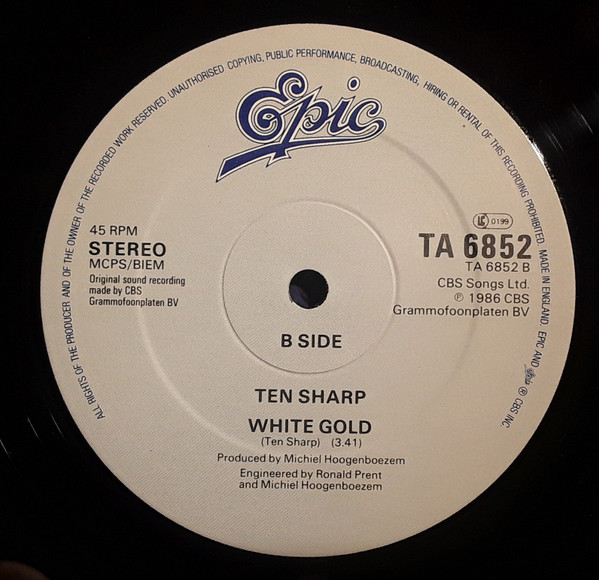 ALL RIGHTS OF THE PRODUCER AND OF THE OWNER OF THE RECORDED WORK RESERVED. UNAUTHORISED COPYING, PUBLIC PERFORMANCE, BROADCASTING, HIRING OR RENTAL OF THIS RECORDING PROHIBITED. MADE IN ENGLAND. EPIC AND Epic ® CBS INC.
Epic
45 RPM
STEREO
MCPS/BIEM
Original sound recording
made by CBS
Grammofoonplaten BV
LC 0199
TA 6852
TA 6852 B
CBS Songs Ltd.
℗ 1986 CBS
Grammofoonplaten BV
B SIDE
TEN SHARP
WHITE GOLD
(Ten Sharp) (3.41)
Produced by Michiel Hoogenboezem
Engineered by Ronald Prent
and Michiel Hoogenboezem